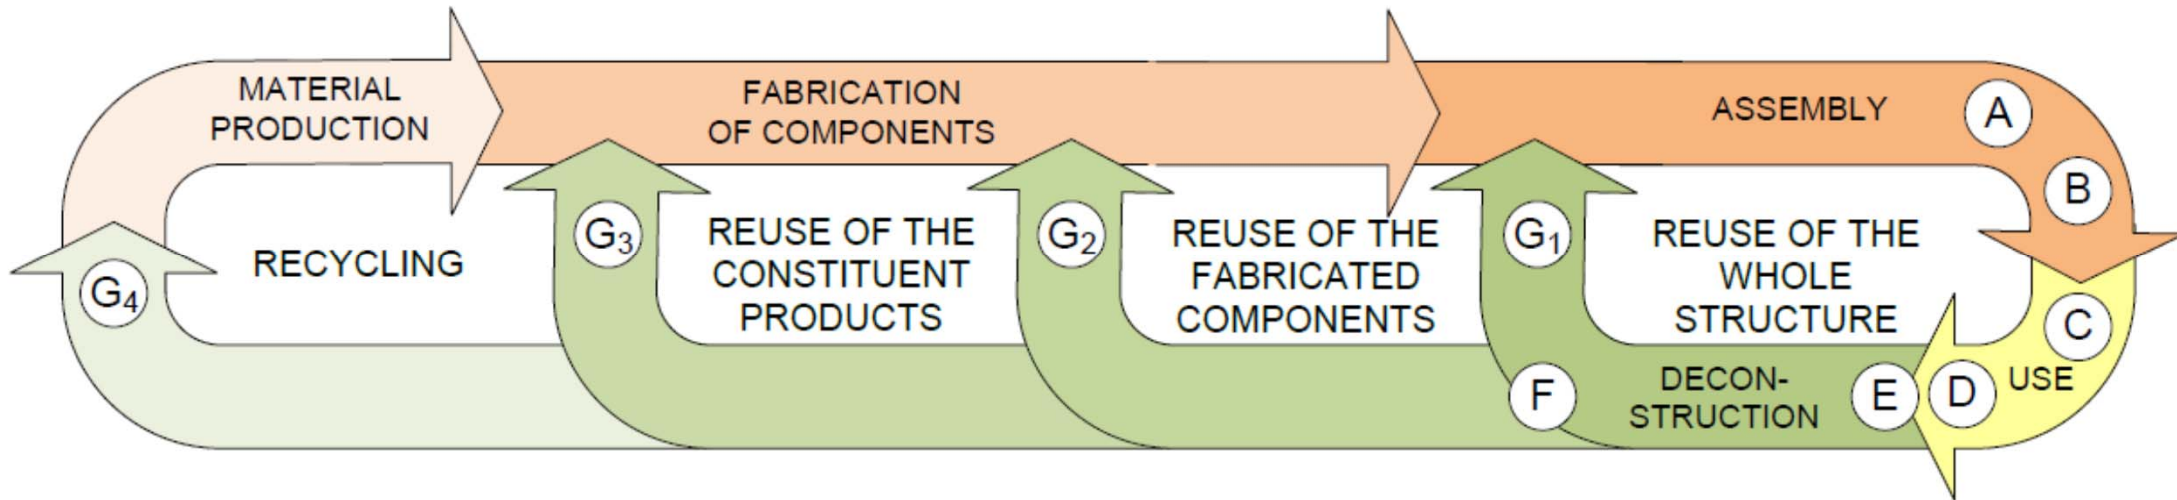 MATERIAL
PRODUCTION
FABRICATION
OF COMPONENTS
ASSEMBLY
A
B
G4
RECYCLING
G3
REUSE OF THE
CONSTITUENT
PRODUCTS
G2
REUSE OF THE
FABRICATED
COMPONENTS
G1
REUSE OF THE
WHOLE
STRUCTURE
C
F
DECON-
STRUCTION
E
D
USE